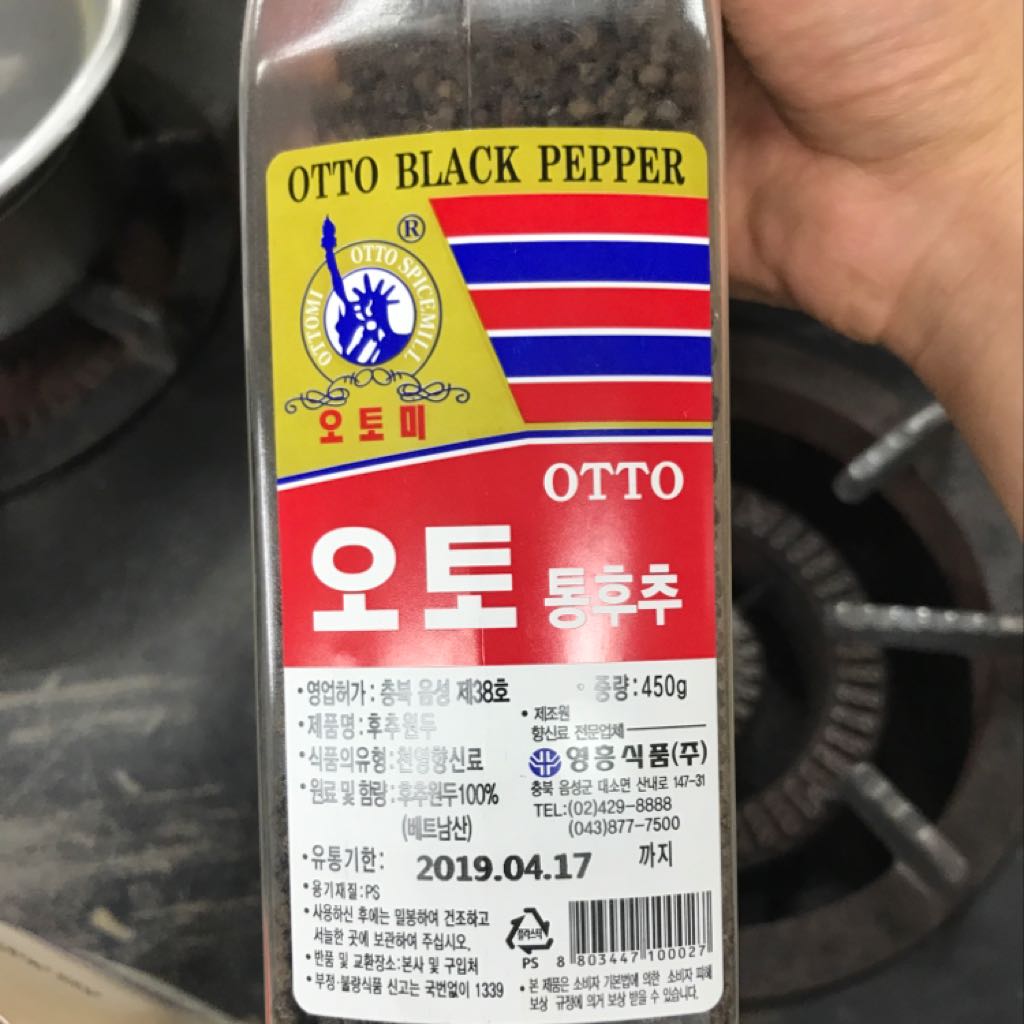 OTTO BLACK PEPPER
®
OTTOMI OTTO SPICEMILL
오토미
OTTO
오토 통후추
• 영업허가 : 충북 음성 제38호
중량 : 450g
• 제품명 : 후추원두
• 식품의유형 : 천연향신료
• 원료 및 함량 : 후추원두100%
(베트남산)
• 제조원
향신료 전문업체
영흥식품(주)
충북 음성군 대소면 산내로 147-31
TEL:(02)429-8888
(043)877-7500
• 유통기한 : 2019.04.17 까지
• 용기재질 : PS
• 사용하신 후에는 밀봉하여 건조하고
서늘한 곳에 보관하여 주십시오.
• 반품 및 교환장소 : 본사 및 구입처
• 부정·불량식품 신고는 국번없이 1339
플라스틱
PS
8 803447 100027
• 본 제품은 소비자 기본법에 의한 소비자 피해
보상 규정에 의거 보상 받을 수 있습니다.